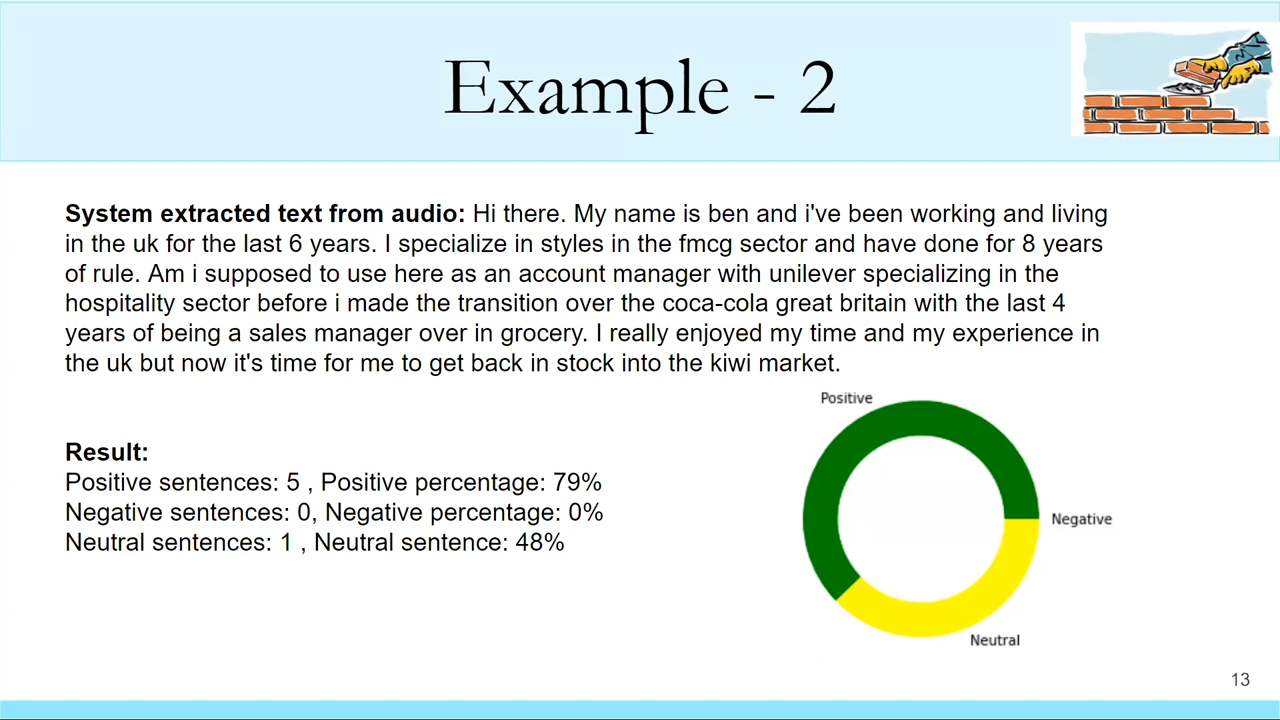 Example - 2
System extracted text from audio: Hi there. My name is ben and i've been working and living
in the uk for the last 6 years. I specialize in styles in the fmcg sector and have done for 8 years
of rule. Am i supposed to use here as an account manager with unilever specializing in the
hospitality sector before i made the transition over the coca-cola great britain with the last 4
years of being a sales manager over in grocery. I really enjoyed my time and my experience in
the uk but now it's time for me to get back in stock into the kiwi market.
Result:
Positive sentences: 5 , Positive percentage: 79%
Negative sentences: 0, Negative percentage: 0%
Neutral sentences: 1 , Neutral sentence: 48%
Positive
Negative
Neutral
13